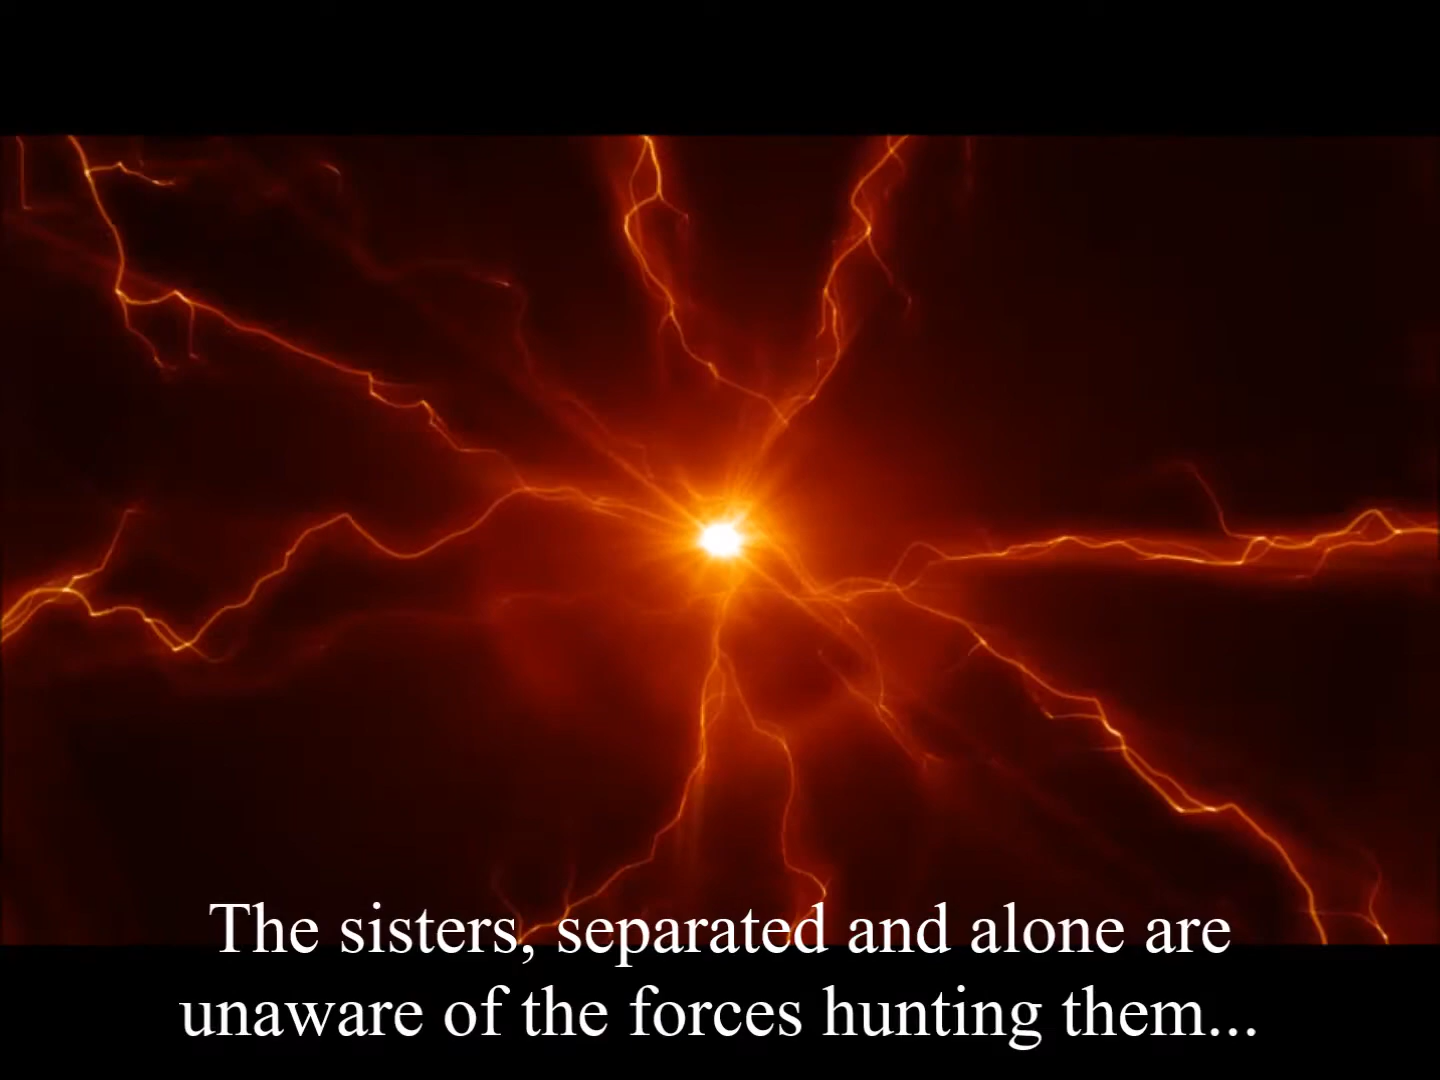 The sisters, separated and alone are
unaware of the forces hunting them...